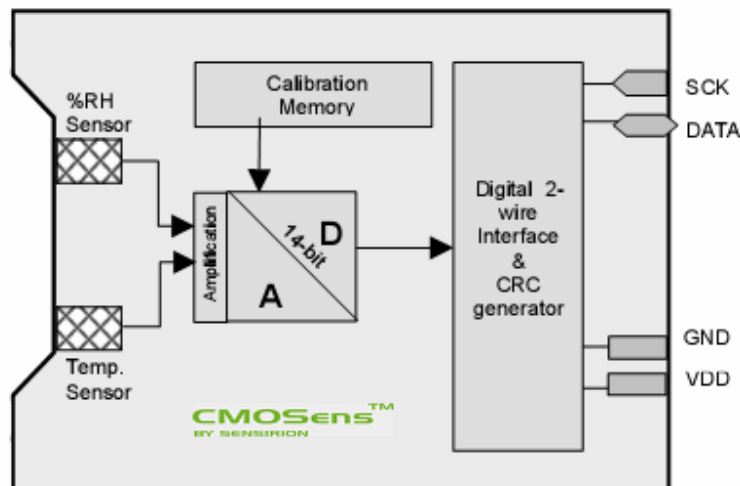 Calibration
Memory
%RH
Sensor
Amplification
14-bit
D
A
Digital 2-
wire
Interface
&
CRC
generator
SCK
DATA
GND
VDD
Temp.
Sensor
CMOSens™
BY SENSIRION